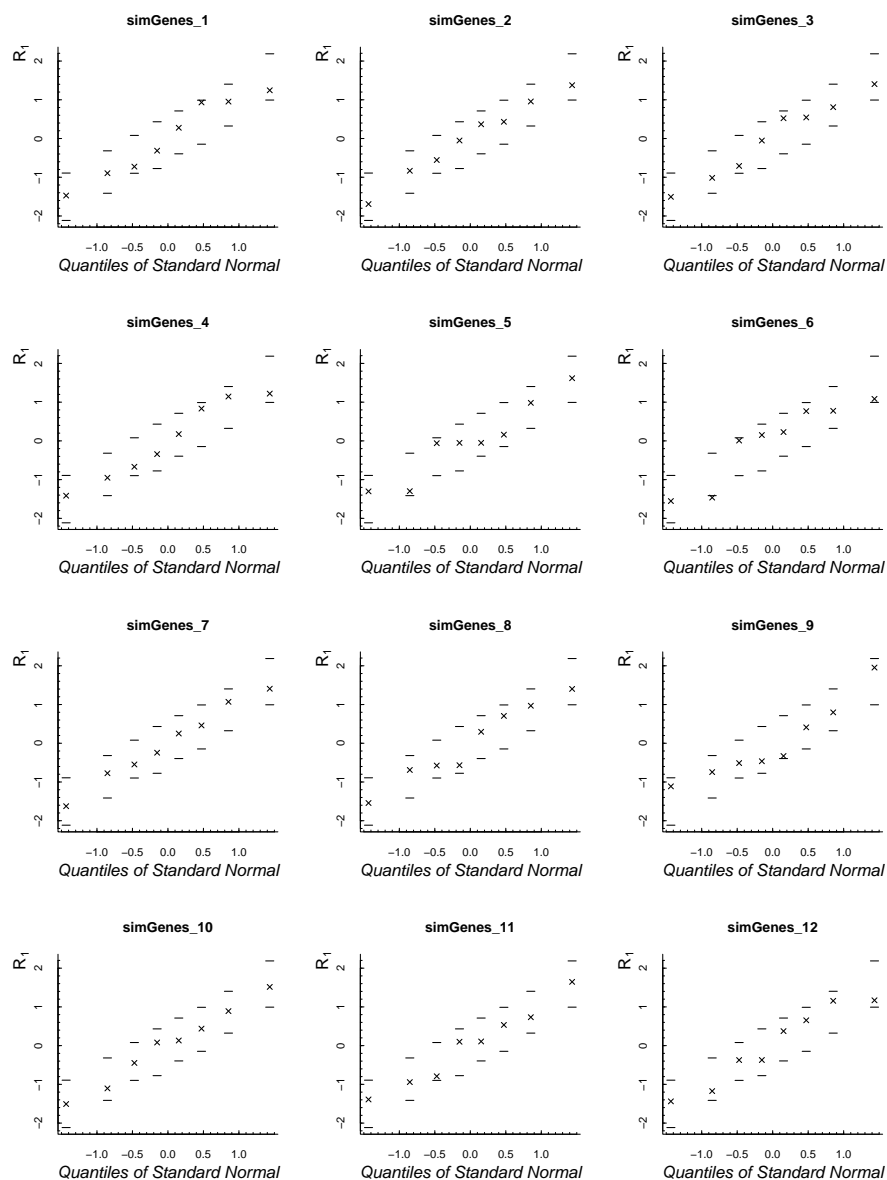 simGenes_1 simGenes_2 simGenes_3
R1 R1 R1
2 2 2
1 1 1
0 0 0
−1 −1 −1
−2 −2 −2
−1.0 −0.5 0.0 0.5 1.0 −1.0 −0.5 0.0 0.5 1.0 −1.0 −0.5 0.0 0.5 1.0
Quantiles of Standard Normal Quantiles of Standard Normal Quantiles of Standard Normal
simGenes_4 simGenes_5 simGenes_6
R1 R1 R1
2 2 2
1 1 1
0 0 0
−1 −1 −1
−2 −2 −2
−1.0 −0.5 0.0 0.5 1.0 −1.0 −0.5 0.0 0.5 1.0 −1.0 −0.5 0.0 0.5 1.0
Quantiles of Standard Normal Quantiles of Standard Normal Quantiles of Standard Normal
simGenes_7 simGenes_8 simGenes_9
R1 R1 R1
2 2 2
1 1 1
0 0 0
−1 −1 −1
−2 −2 −2
−1.0 −0.5 0.0 0.5 1.0 −1.0 −0.5 0.0 0.5 1.0 −1.0 −0.5 0.0 0.5 1.0
Quantiles of Standard Normal Quantiles of Standard Normal Quantiles of Standard Normal
simGenes_10 simGenes_11 simGenes_12
R1 R1 R1
2 2 2
1 1 1
0 0 0
−1 −1 −1
−2 −2 −2
−1.0 −0.5 0.0 0.5 1.0 −1.0 −0.5 0.0 0.5 1.0 −1.0 −0.5 0.0 0.5 1.0
Quantiles of Standard Normal Quantiles of Standard Normal Quantiles of Standard Normal